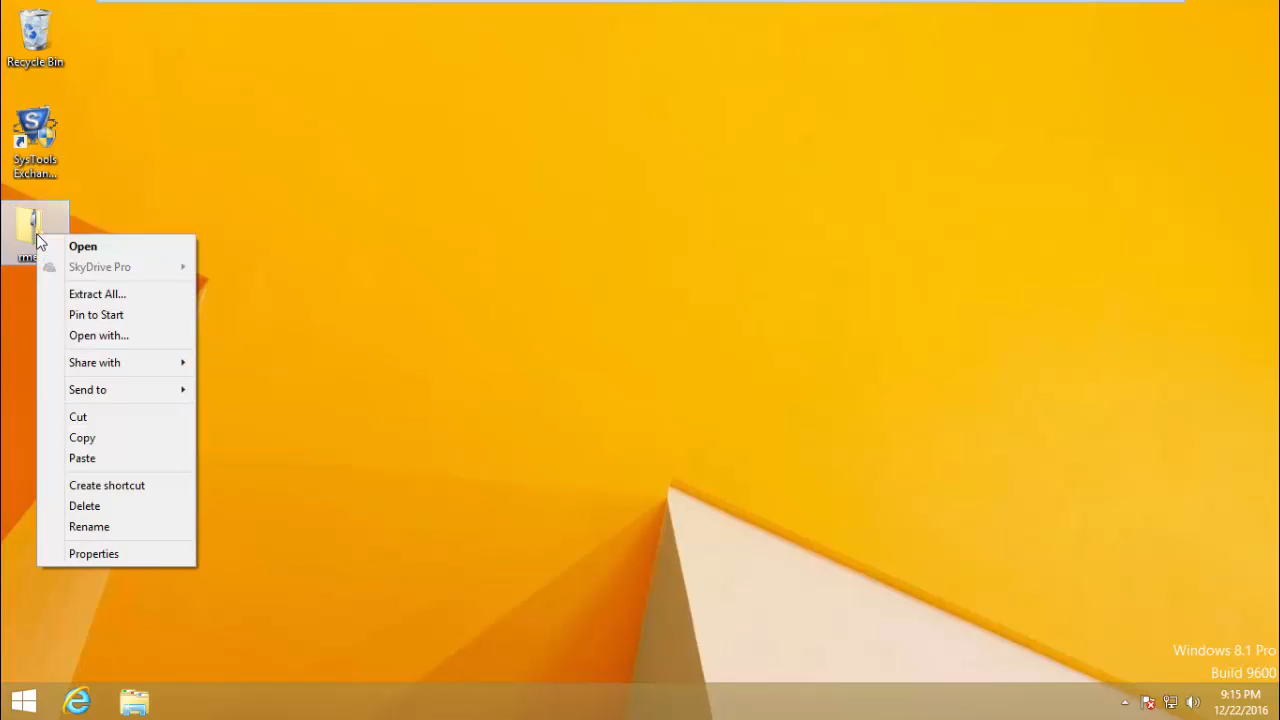 Recycle Bin
SysTools
Exchan...
Open
SkyDrive Pro
Extract All...
Pin to Start
Open with...
Share with
Send to
Cut
Copy
Paste
Create shortcut
Delete
Rename
Properties
Windows 8.1 Pro
Build 9600
9:15 PM
12/22/2016